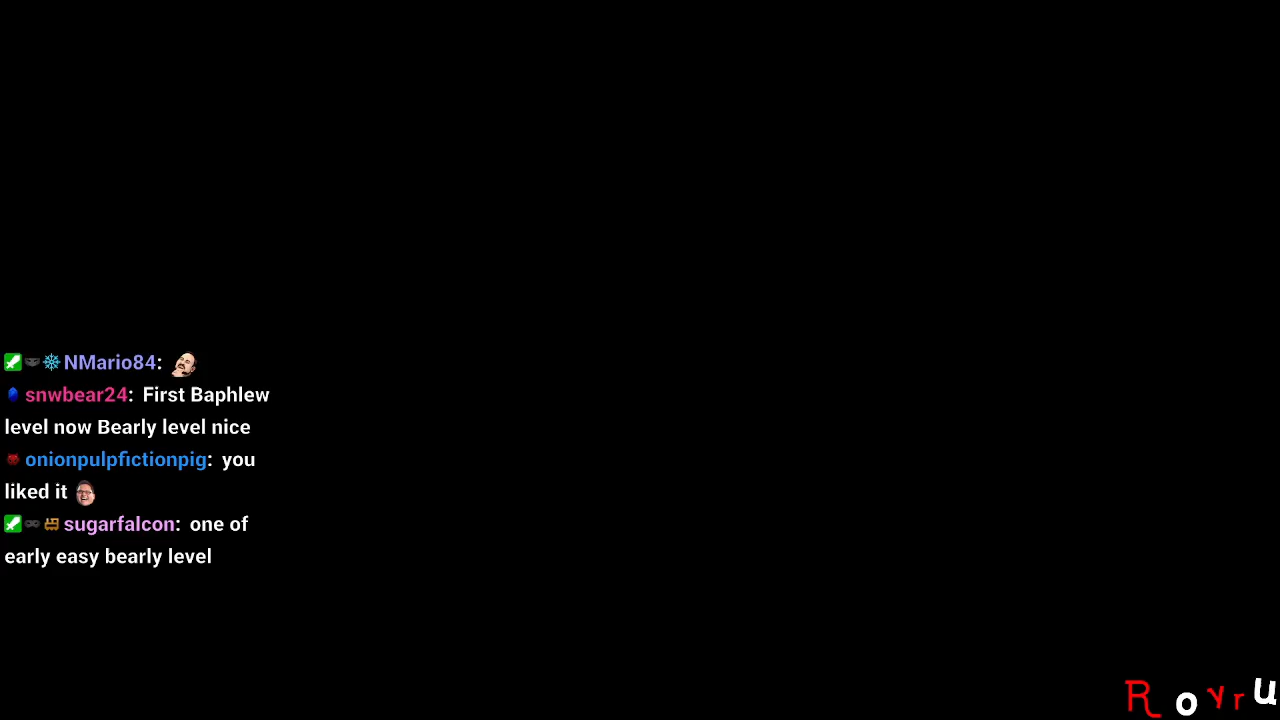 NMario84:
snwbear24: First Baphlew
level now Bearly level nice
onionpulpfictionpig: you
liked it
sugarfalcon: one of
early easy bearly level
Royru